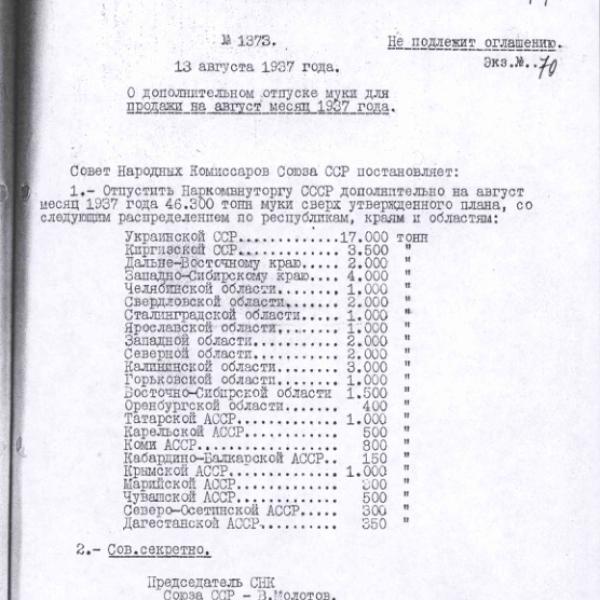 № 1373.
Не подлежит оглашению.
13 августа 1937 года.
Экз.№..70
О дополнительном отпуске муки для
продажи на август месяц 1937 года.
Совет Народных Комиссаров Союза ССР постановляет:
1.- Отпустить Наркомвнуторгу СССР дополнительно на август
месяц 1937 года 46.300 тонн муки сверх утвержденного плана, со
следующим распределением по республикам, краям и областям:
Украинской ССР.............17.000 тонн
Киргизской ССР............. 3.500 "
Дальне-Восточному краю..... 2.000 "
Западно-Сибирскому краю.... 4.000 "
Челябинской области........ 1.000 "
Свердловской области....... 2.000 "
Сталинградской области..... 1.000 "
Ярославской области........ 1.000 "
Западной области........... 2.000 "
Северной области........... 2.000 "
Калининской области........ 3.000 "
Горьковской области........ 1.000 "
Восточно-Сибирской области 1.500 "
Оренбургской области....... 400 "
Татарской АССР............. 1.000 "
Карельской АССР............ 500 "
Коми АССР.................. 800 "
Кабардино-Балкарской АССР.. 150 "
Крымской АССР.............. 1.000 "
Марийской АССР............. 300 "
Чувашской АССР............. 500 "
Северо-Осетинской АССР..... 300 "
Дагестанской АССР.......... 350 "
2.- Сов.секретно.
Председатель СНК
Союза ССР - В.Молотов.